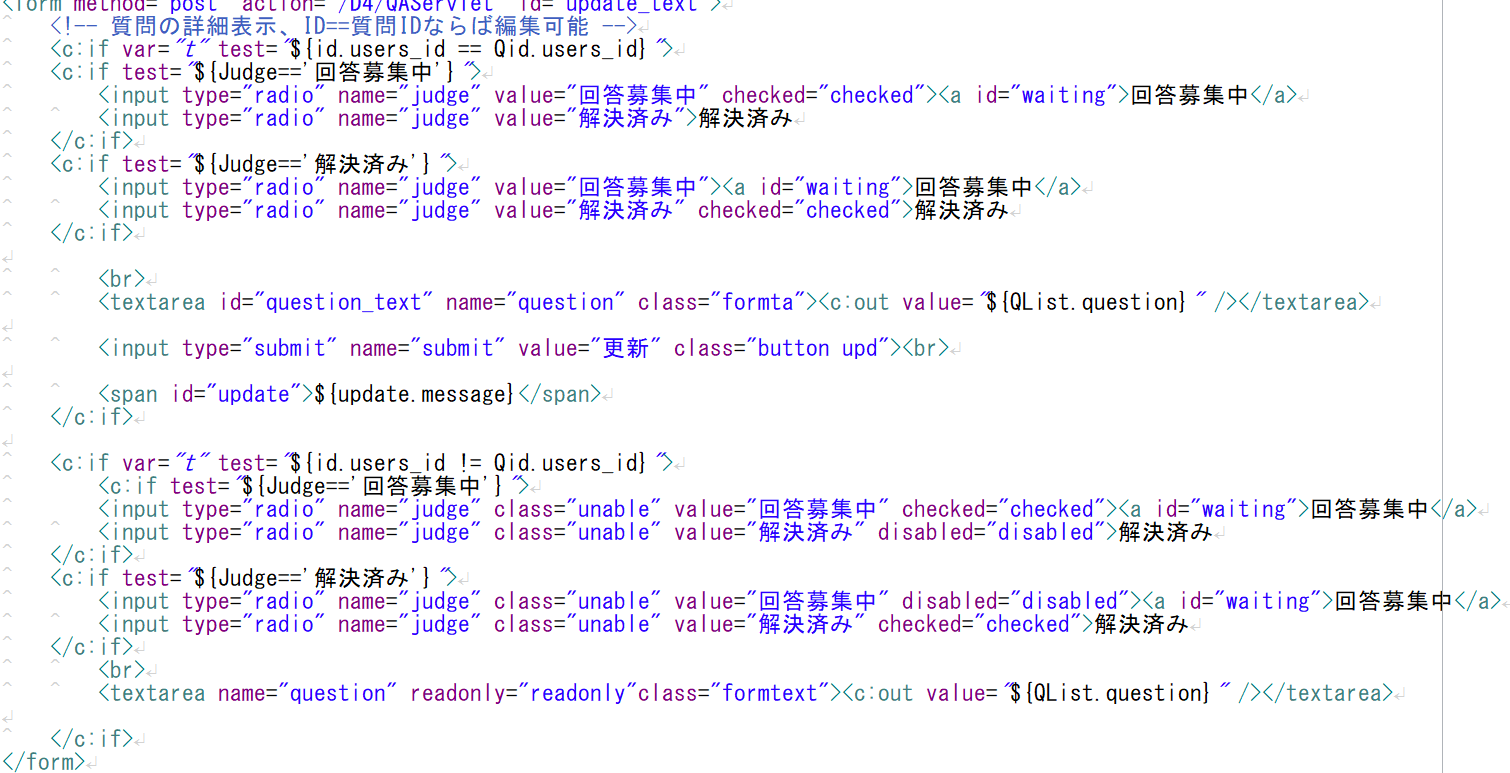 <form method="post" action="/D4/QAServlet" id="update_text">
<!-- 質問の詳細表示、ID==質問IDならば編集可能 -->
<c:if var="t" test="${id.users_id == Qid.users_id}">
<c:if test="${Judge=='回答募集中'}">
<input type="radio" name="judge" value="回答募集中" checked="checked"><a id="waiting">回答募集中</a>
<input type="radio" name="judge" value="解決済み">解決済み
</c:if>
<c:if test="${Judge=='解決済み'}">
<input type="radio" name="judge" value="回答募集中"><a id="waiting">回答募集中</a>
<input type="radio" name="judge" value="解決済み" checked="checked">解決済み
</c:if>
<br>
<textarea id="question_text" name="question" class="formta"><c:out value="${QList.question}" /></textarea>
<input type="submit" name="submit" value="更新" class="button upd"><br>
<span id="update">${update.message}</span>
</c:if>
<c:if var="t" test="${id.users_id != Qid.users_id}">
<c:if test="${Judge=='回答募集中'}">
<input type="radio" name="judge" class="unable" value="回答募集中" checked="checked"><a id="waiting">回答募集中</a>
<input type="radio" name="judge" class="unable" value="解決済み" disabled="disabled">解決済み
</c:if>
<c:if test="${Judge=='解決済み'}">
<input type="radio" name="judge" class="unable" value="回答募集中" disabled="disabled"><a id="waiting">回答募集中</a>
<input type="radio" name="judge" class="unable" value="解決済み" checked="checked">解決済み
</c:if>
<br>
<textarea name="question" readonly="readonly"class="formtext"><c:out value="${QList.question}" /></textarea>
</c:if>
</form>